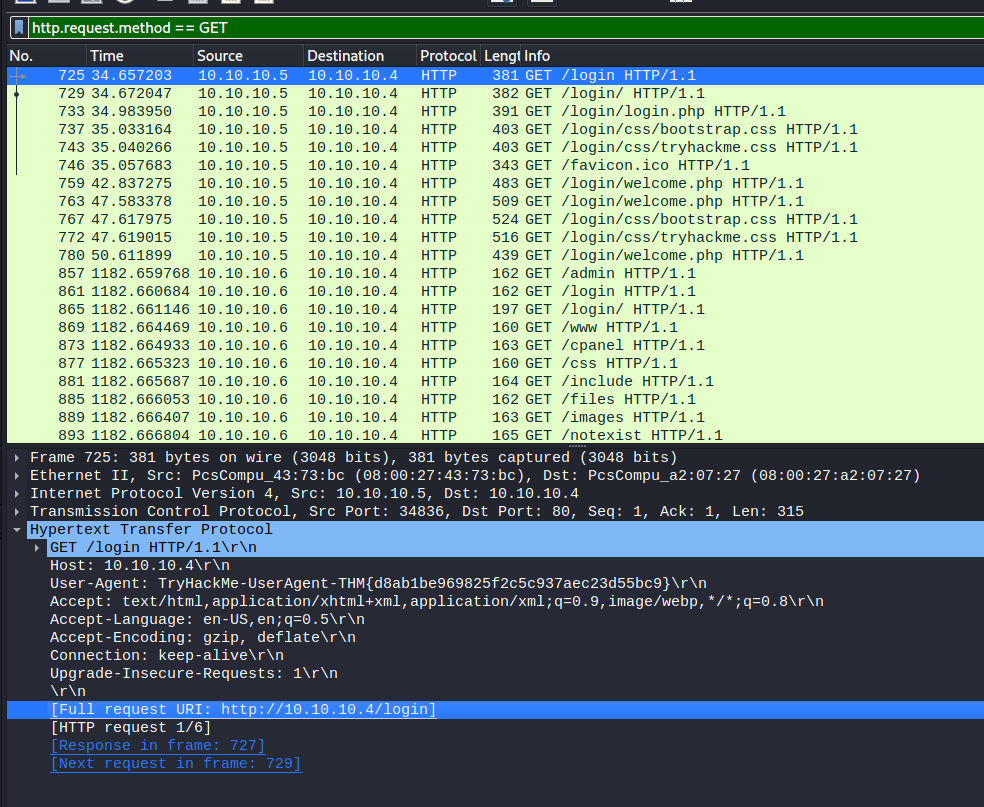 http.request.method == GET
No. Time Source Destination Protocol Lengt Info
725 34.657203 10.10.10.5 10.10.10.4 HTTP 381 GET /login HTTP/1.1
729 34.672047 10.10.10.5 10.10.10.4 HTTP 382 GET /login/ HTTP/1.1
733 34.983950 10.10.10.5 10.10.10.4 HTTP 391 GET /login/login.php HTTP/1.1
737 35.033164 10.10.10.5 10.10.10.4 HTTP 403 GET /login/css/bootstrap.css HTTP/1.1
743 35.040266 10.10.10.5 10.10.10.4 HTTP 403 GET /login/css/tryhackme.css HTTP/1.1
746 35.057683 10.10.10.5 10.10.10.4 HTTP 343 GET /favicon.ico HTTP/1.1
759 42.837275 10.10.10.5 10.10.10.4 HTTP 483 GET /login/welcome.php HTTP/1.1
763 47.583378 10.10.10.5 10.10.10.4 HTTP 509 GET /login/welcome.php HTTP/1.1
767 47.617975 10.10.10.5 10.10.10.4 HTTP 524 GET /login/css/bootstrap.css HTTP/1.1
772 47.619015 10.10.10.5 10.10.10.4 HTTP 516 GET /login/css/tryhackme.css HTTP/1.1
780 50.611899 10.10.10.5 10.10.10.4 HTTP 439 GET /login/welcome.php HTTP/1.1
857 1182.659768 10.10.10.6 10.10.10.4 HTTP 162 GET /admin HTTP/1.1
861 1182.660684 10.10.10.6 10.10.10.4 HTTP 162 GET /login HTTP/1.1
865 1182.661146 10.10.10.6 10.10.10.4 HTTP 197 GET /login/ HTTP/1.1
869 1182.664469 10.10.10.6 10.10.10.4 HTTP 160 GET /www HTTP/1.1
873 1182.664933 10.10.10.6 10.10.10.4 HTTP 163 GET /cpanel HTTP/1.1
877 1182.665323 10.10.10.6 10.10.10.4 HTTP 160 GET /css HTTP/1.1
881 1182.665687 10.10.10.6 10.10.10.4 HTTP 164 GET /include HTTP/1.1
885 1182.666053 10.10.10.6 10.10.10.4 HTTP 162 GET /files HTTP/1.1
889 1182.666407 10.10.10.6 10.10.10.4 HTTP 163 GET /images HTTP/1.1
893 1182.666804 10.10.10.6 10.10.10.4 HTTP 165 GET /notexist HTTP/1.1
Frame 725: 381 bytes on wire (3048 bits), 381 bytes captured (3048 bits)
Ethernet II, Src: PcsCompu_43:73:bc (08:00:27:43:73:bc), Dst: PcsCompu_a2:07:27 (08:00:27:a2:07:27)
Internet Protocol Version 4, Src: 10.10.10.5, Dst: 10.10.10.4
Transmission Control Protocol, Src Port: 34836, Dst Port: 80, Seq: 1, Ack: 1, Len: 315
Hypertext Transfer Protocol
GET /login HTTP/1.1\r\n
Host: 10.10.10.4\r\n
User-Agent: TryHackMe-UserAgent-THM{d8ab1be969825f2c5c937aec23d55bc9}\r\n
Accept: text/html,application/xhtml+xml,application/xml;q=0.9,image/webp,*/*;q=0.8\r\n
Accept-Language: en-US,en;q=0.5\r\n
Accept-Encoding: gzip, deflate\r\n
Connection: keep-alive\r\n
Upgrade-Insecure-Requests: 1\r\n
\r\n
[Full request URI: http://10.10.10.4/login]
[HTTP request 1/6]
[Response in frame: 727]
[Next request in frame: 729]